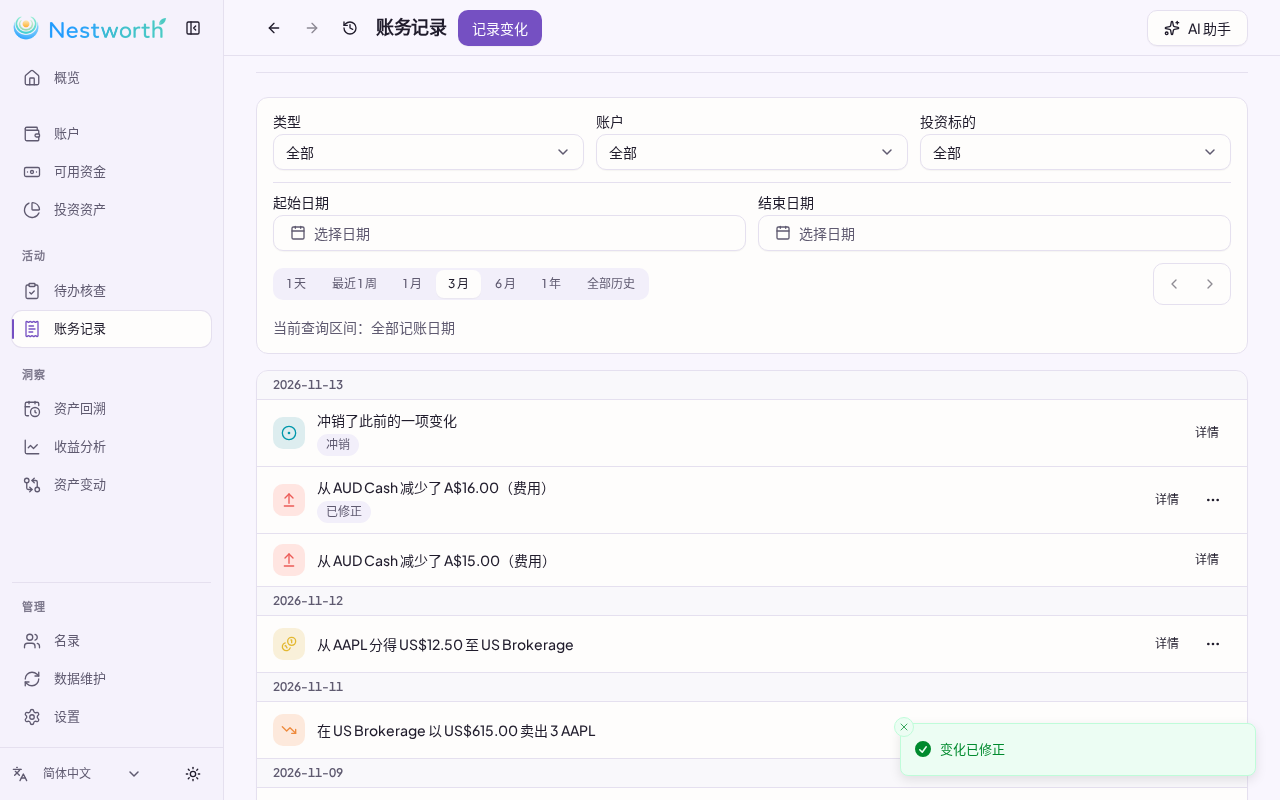 Nestworth
账务记录
记录变化
AI 助手
概览
账户
可用资金
投资资产
活动
待办核查
账务记录
洞察
资产回溯
收益分析
资产变动
管理
名录
数据维护
设置
简体中文
类型
账户
投资标的
全部
全部
全部
起始日期
结束日期
选择日期
选择日期
1 天
最近 1 周
1 月
3 月
6 月
1 年
全部历史
当前查询区间：全部记账日期
2026-11-13
冲销了此前的一项变化
冲销
详情
从 AUD Cash 减少了 A$16.00（费用）
已修正
详情
从 AUD Cash 减少了 A$15.00（费用）
详情
2026-11-12
从 AAPL 分得 US$12.50 至 US Brokerage
详情
2026-11-11
在 US Brokerage 以 US$615.00 卖出 3 AAPL
变化已修正
2026-11-09